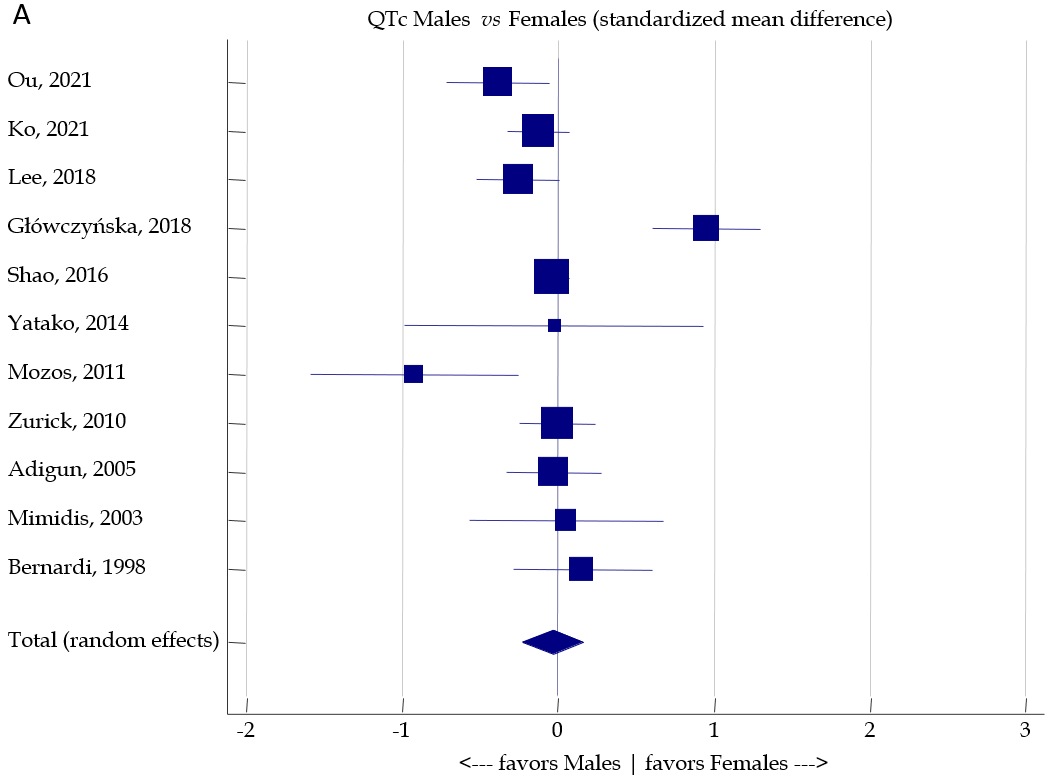 A
QTc Males vs Females (standardized mean difference)
Ou, 2021
Ko, 2021
Lee, 2018
Główczyńska, 2018
Shao, 2016
Yatako, 2014
Mozos, 2011
Zurick, 2010
Adigun, 2005
Mimidis, 2003
Bernardi, 1998
Total (random effects)
-2 -1 0 1 2 3
<--- favors Males | favors Females --->